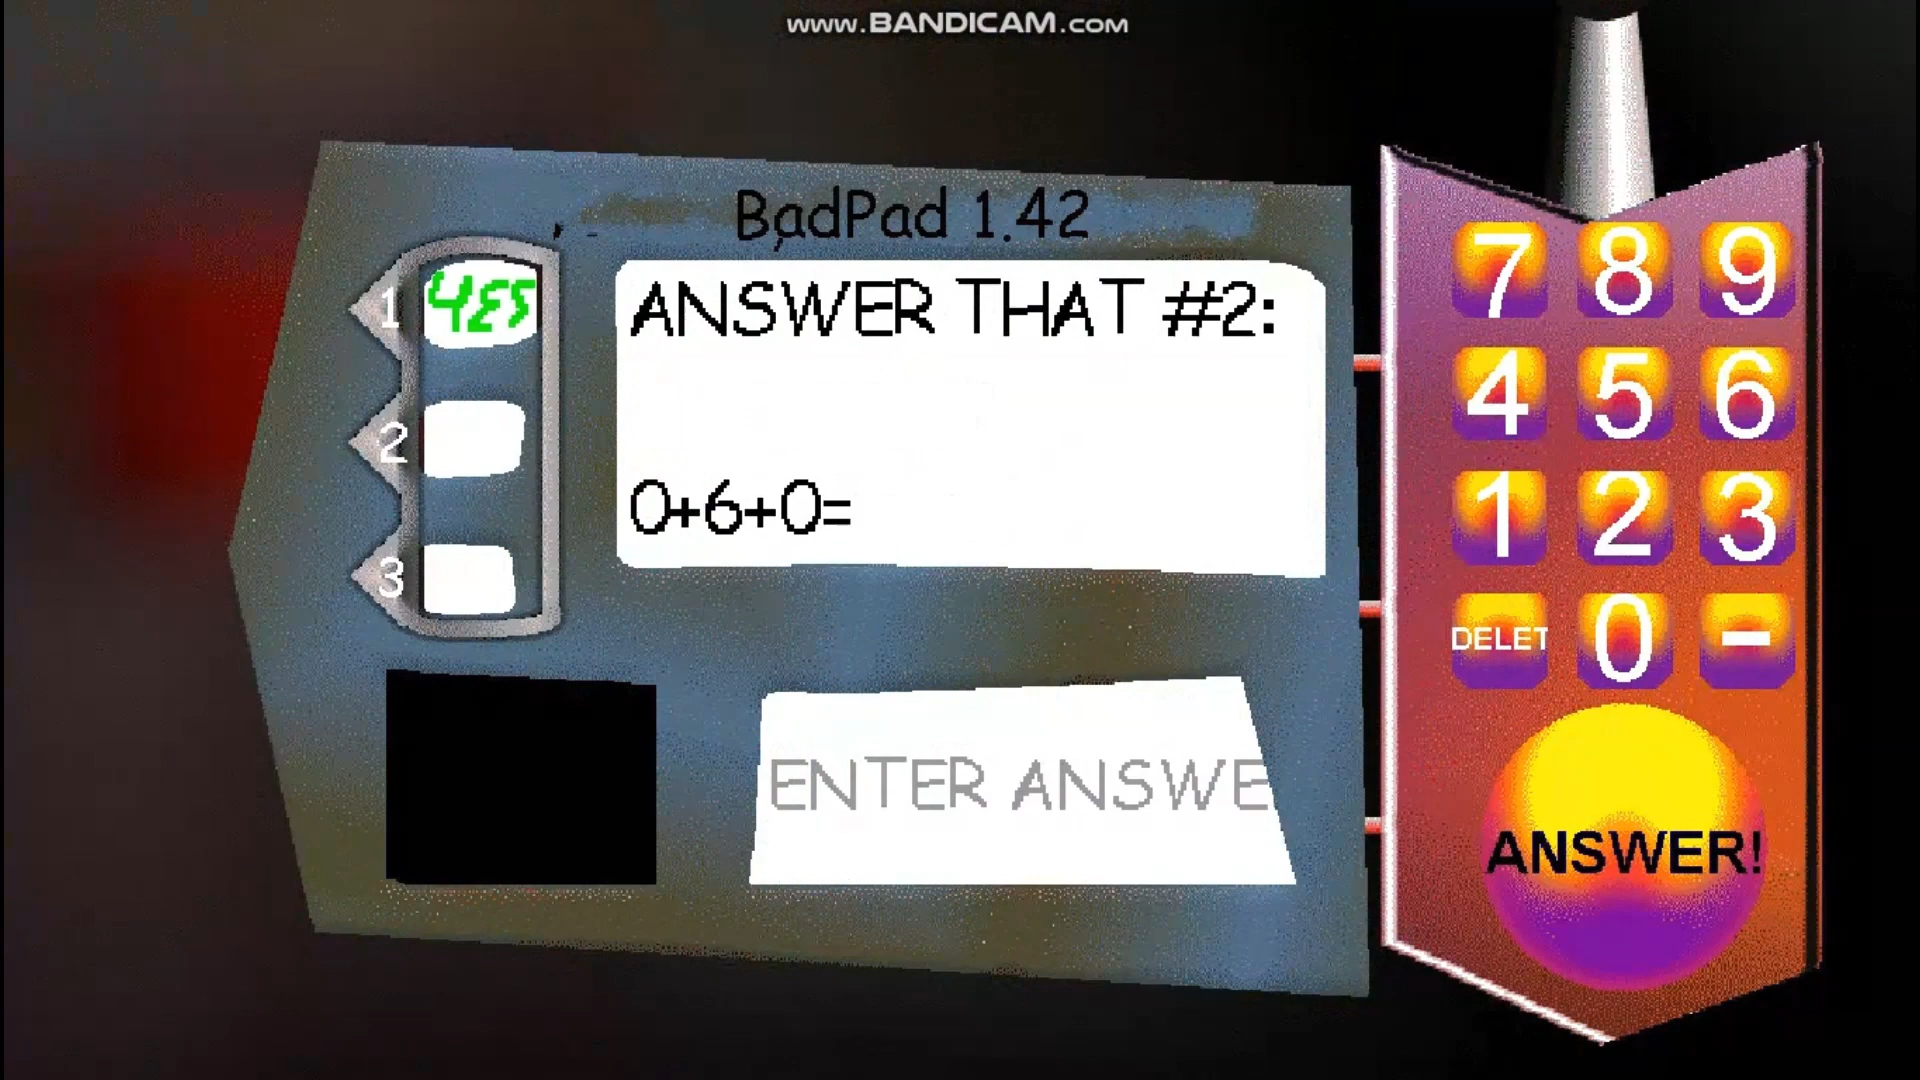 www.BANDICAM.com
BadPad 1.42
1
YES
2
3
ANSWER THAT #2:
0+6+0=
ENTER ANSWE
7 8 9
4 5 6
1 2 3
DELET 0 -
ANSWER!